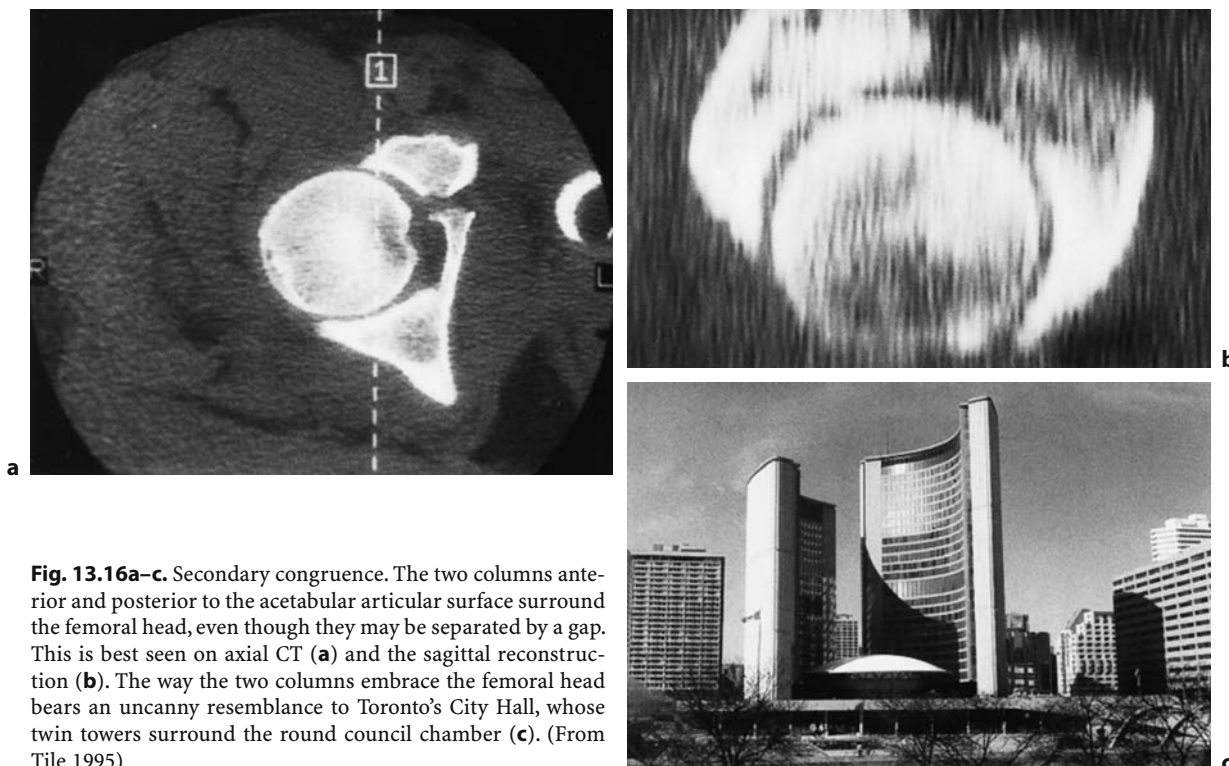 1
R
L
a
b
Fig. 13.16a–c. Secondary congruence. The two columns ante-
rior and posterior to the acetabular articular surface surround
the femoral head, even though they may be separated by a gap.
This is best seen on axial CT (a) and the sagittal reconstruc-
tion (b). The way the two columns embrace the femoral head
bears an uncanny resemblance to Toronto's City Hall, whose
twin towers surround the round council chamber (c). (From
Tile 1995)
c